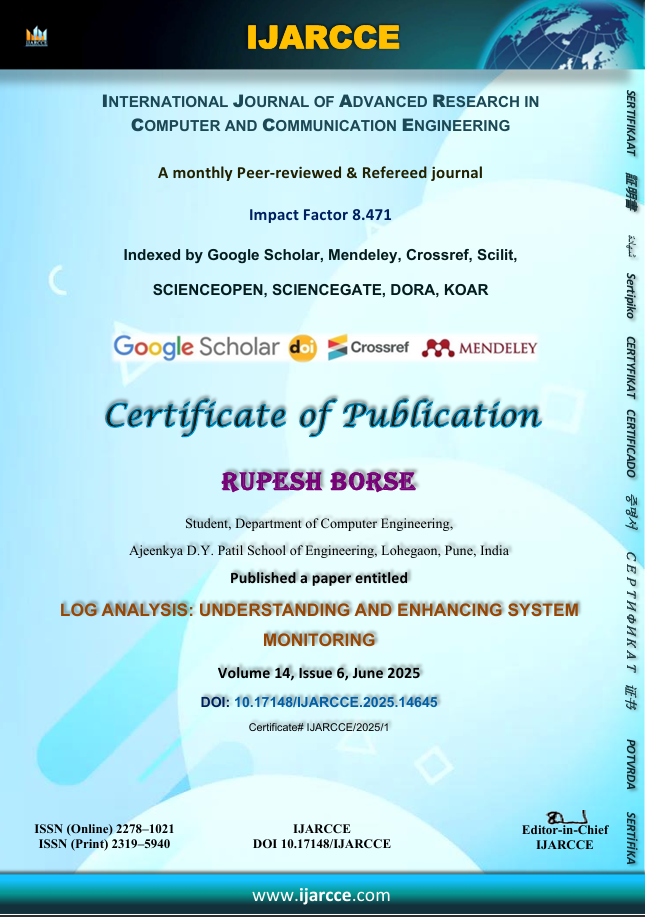 IJARCCE
INTERNATIONAL JOURNAL OF ADVANCED RESEARCH IN
COMPUTER AND COMMUNICATION ENGINEERING
A monthly Peer-reviewed & Refereed journal
Impact Factor 8.471
Indexed by Google Scholar, Mendeley, Crossref, Scilit,
SCIENCEOPEN, SCIENCEGATE, DORA, KOAR
Google Scholar doi Crossref MENDELEY
Certificate of Publication
RUPESH BORSE
Student, Department of Computer Engineering,
Ajeenkya D.Y. Patil School of Engineering, Lohegaon, Pune, India
Published a paper entitled
LOG ANALYSIS: UNDERSTANDING AND ENHANCING SYSTEM
MONITORING
Volume 14, Issue 6, June 2025
DOI: 10.17148/IJARCCE.2025.14645
Certificate# IJARCCE/2025/1
ISSN (Online) 2278–1021
ISSN (Print) 2319–5940
IJARCCE
DOI 10.17148/IJARCCE
Editor-in-Chief
IJARCCE
www.ijarcce.com
SERTIFIKAAT 証明書 شهادة Sertipiko CERTYFIKAT CERTIFICADO 증명서 СЕРТИФИКАТ 证书 POTVRDA SERTİFİKA